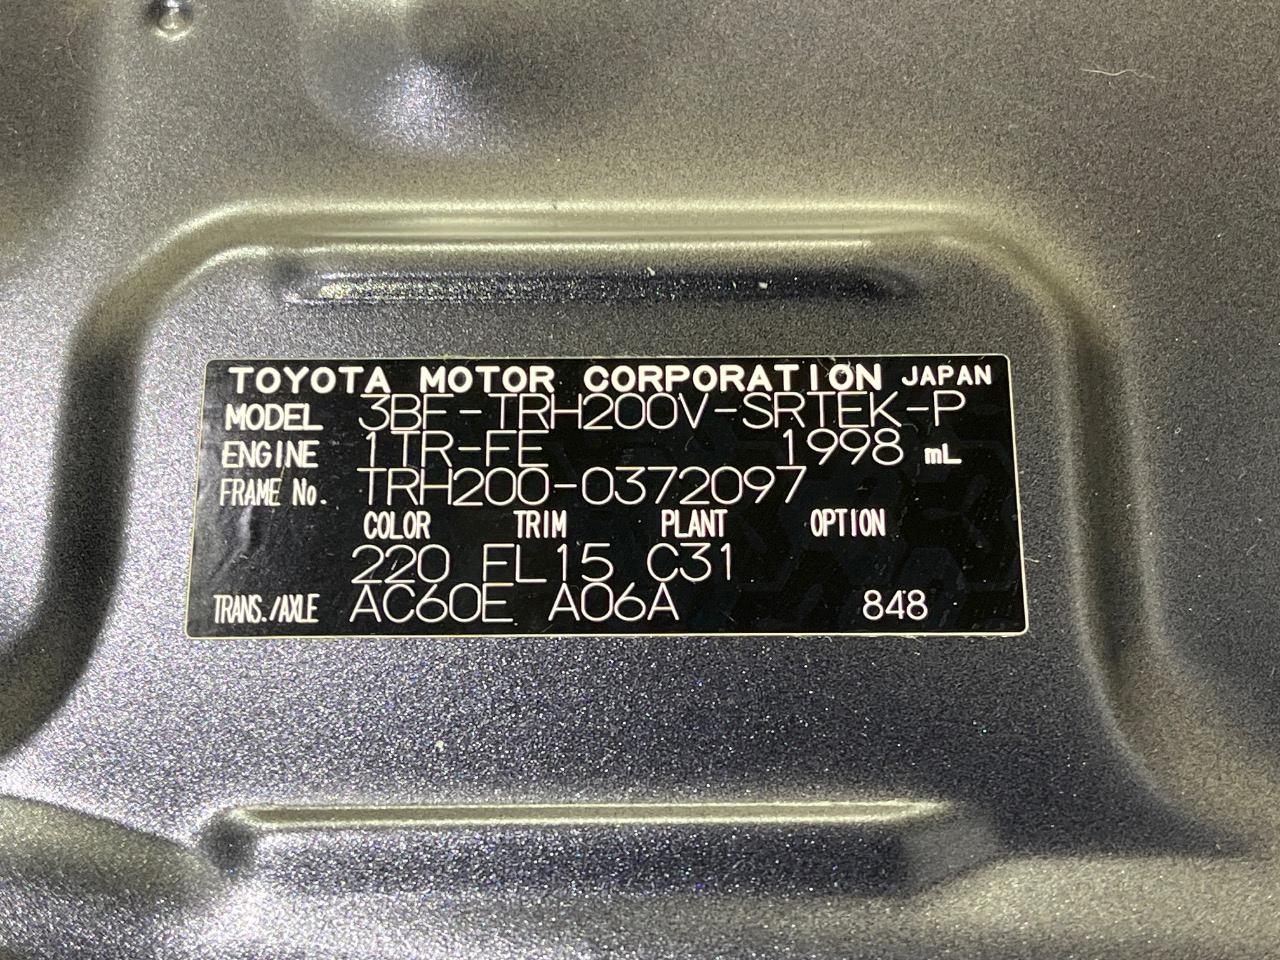 TOYOTA MOTOR CORPORATION JAPAN
MODEL 3BF-TRH200V-SRTEK-P
ENGINE 1TR-FE 1998 mL
FRAME No. TRH200-0372097
COLOR TRIM PLANT OPTION
220 FL15 C31
TRANS./AXLE AC60E A06A 848